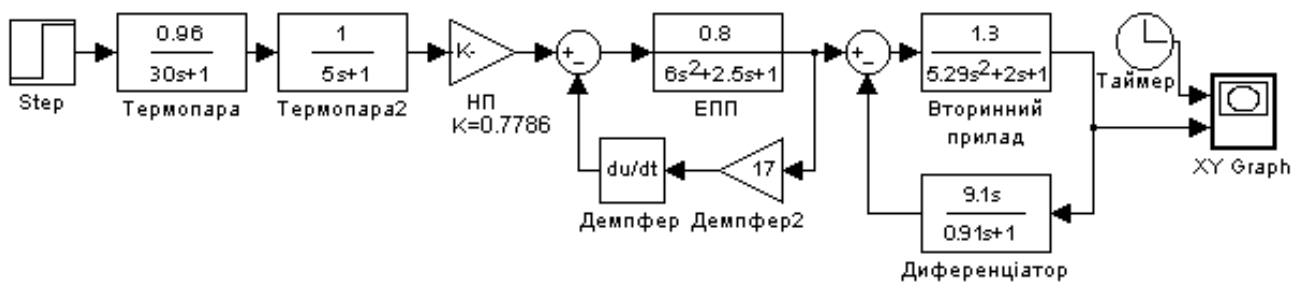 Step
0.96
30s+1
Термопара
1
5s+1
Термопара2
K-
НП
K=0.7786
+
−
0.8
6s²+2.5s+1
ЕПП
du/dt
Демпфер
17
Демпфер2
+
−
1.3
5.29s²+2s+1
Вторинний
прилад
9.1s
0.91s+1
Диференціатор
Таймер
XY Graph